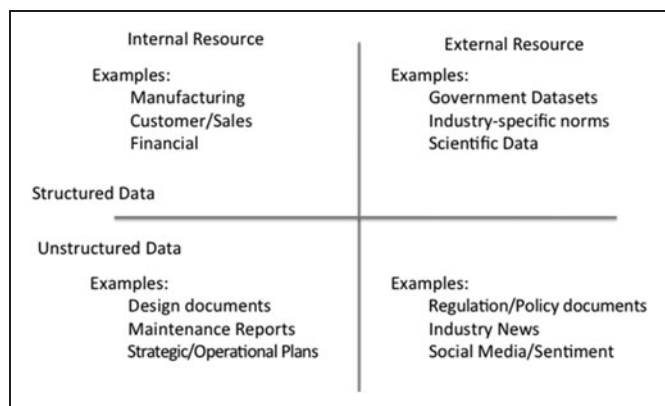 Internal Resource
External Resource
Examples:
Manufacturing
Customer/Sales
Financial
Examples:
Government Datasets
Industry-specific norms
Scientific Data
Structured Data
Unstructured Data
Examples:
Design documents
Maintenance Reports
Strategic/Operational Plans
Examples:
Regulation/Policy documents
Industry News
Social Media/Sentiment